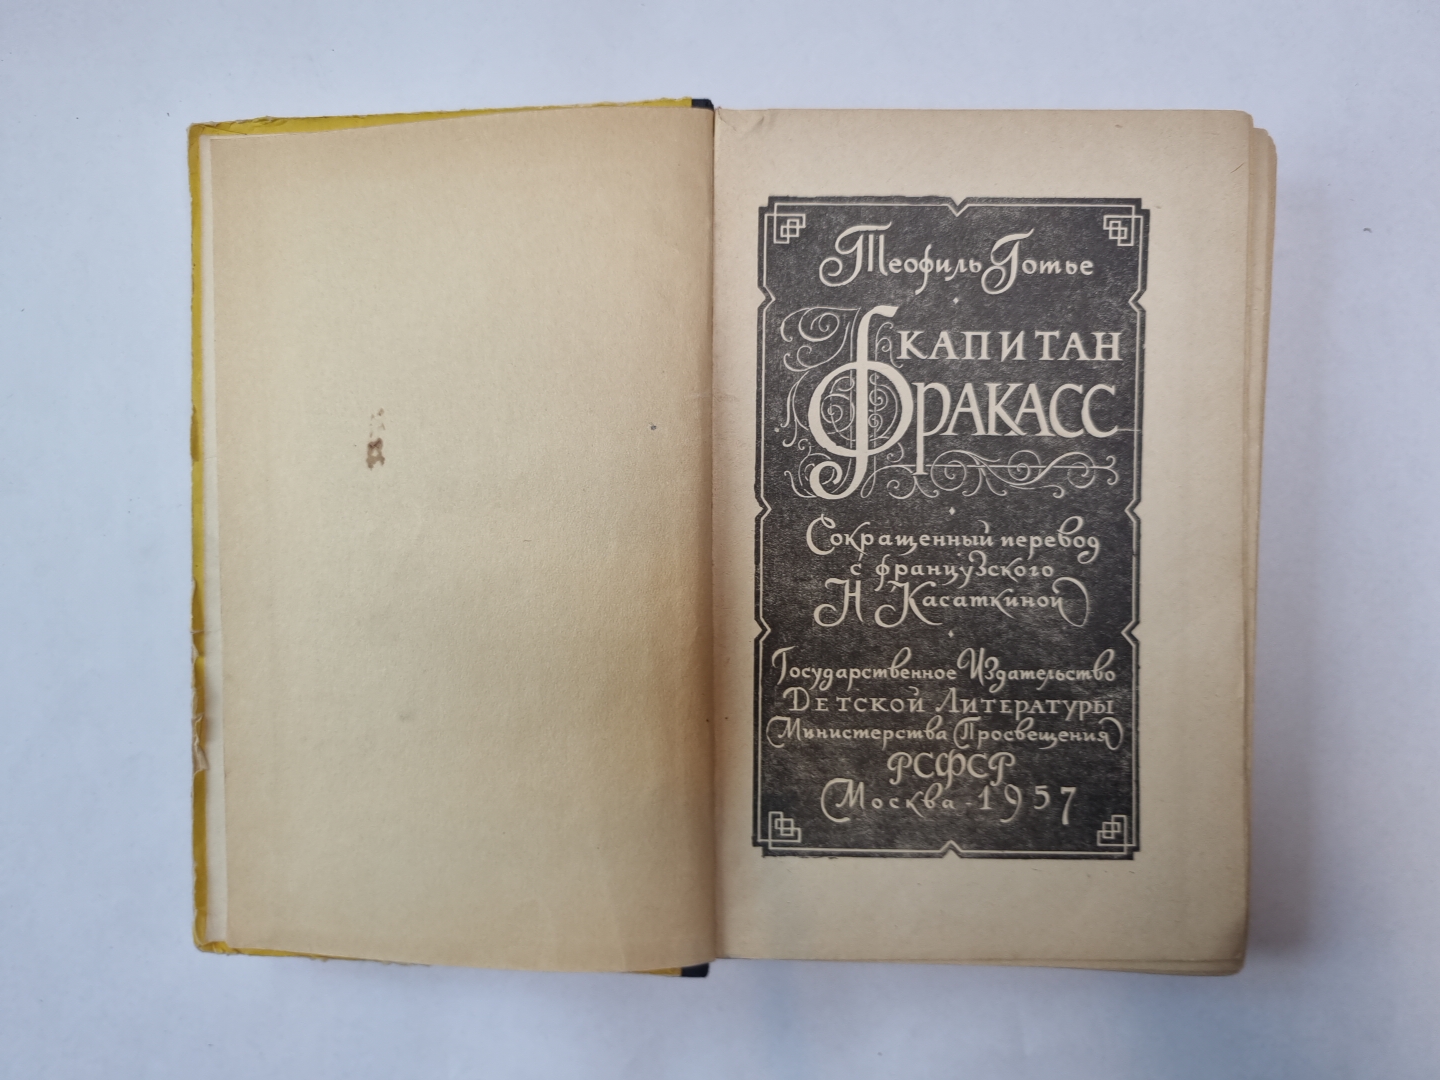 Теофиль Готье
КАПИТАН
ФРАКАСС
Сокращенный перевод
с французского
Н Касаткиной
Государственное Издательство
Детской Литературы
Министерства Просвещения
РСФСР
Москва - 1957